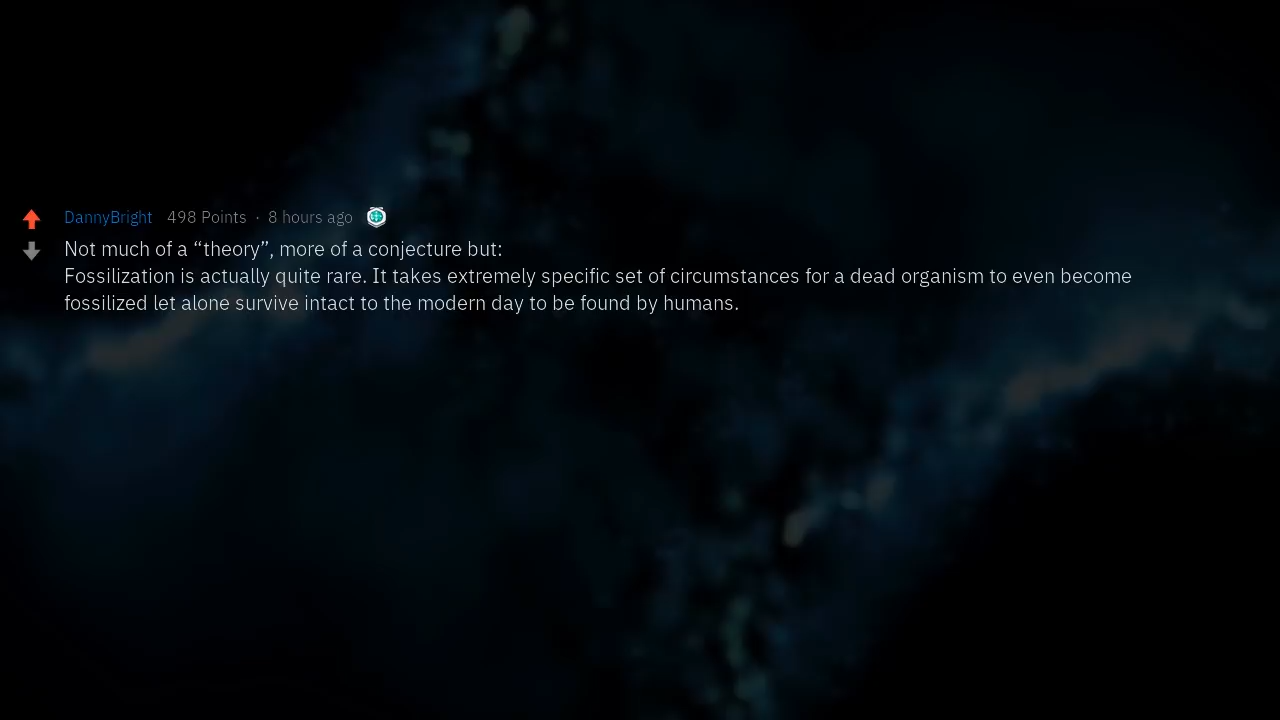 DannyBright 498 Points · 8 hours ago
Not much of a “theory”, more of a conjecture but:
Fossilization is actually quite rare. It takes extremely specific set of circumstances for a dead organism to even become
fossilized let alone survive intact to the modern day to be found by humans.